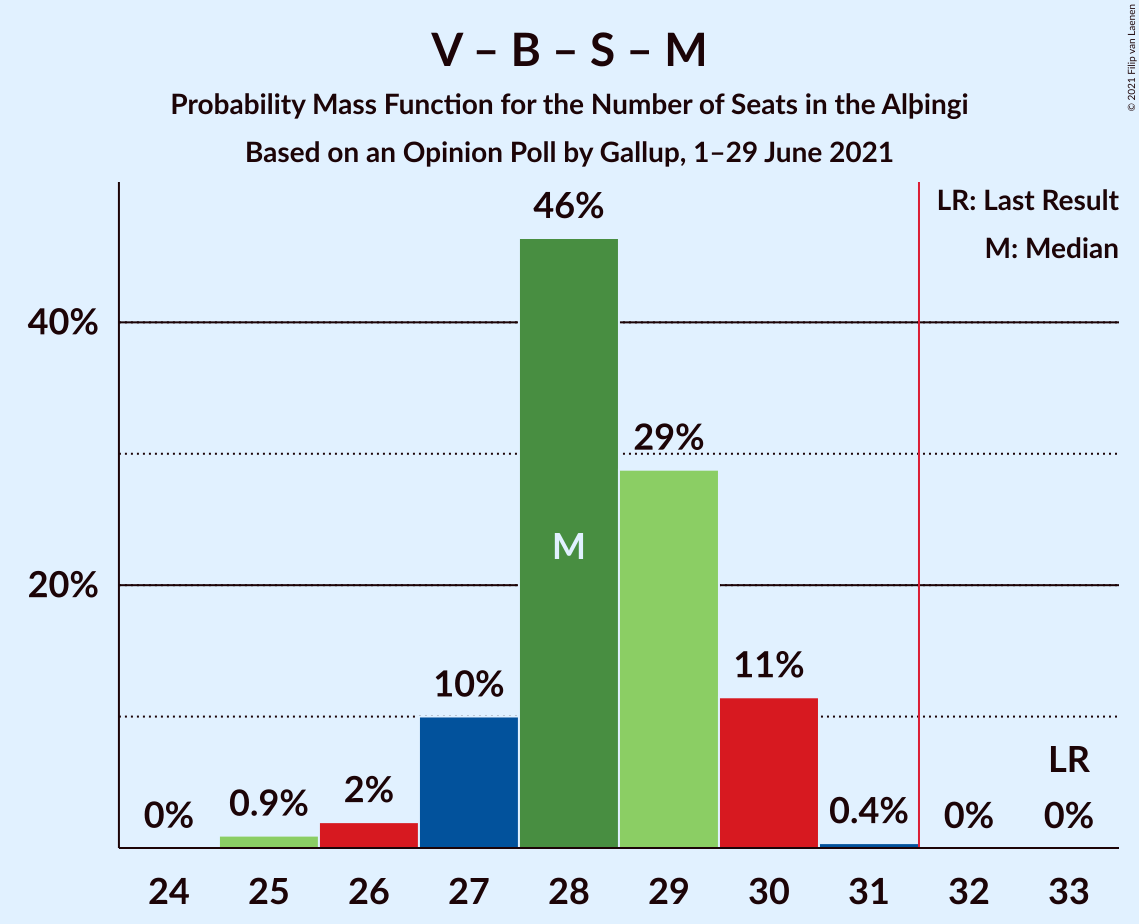 V – B – S – M
Probability Mass Function for the Number of Seats in the Alþingi
Based on an Opinion Poll by Gallup, 1–29 June 2021
© 2021 Filip van Laenen
LR: Last Result
M: Median
46%
40%
29%
M
20%
11%
10%
LR
2%
0.9%
0.4%
0%
0%
0%
24 25 26 27 28 29 30 31 32 33